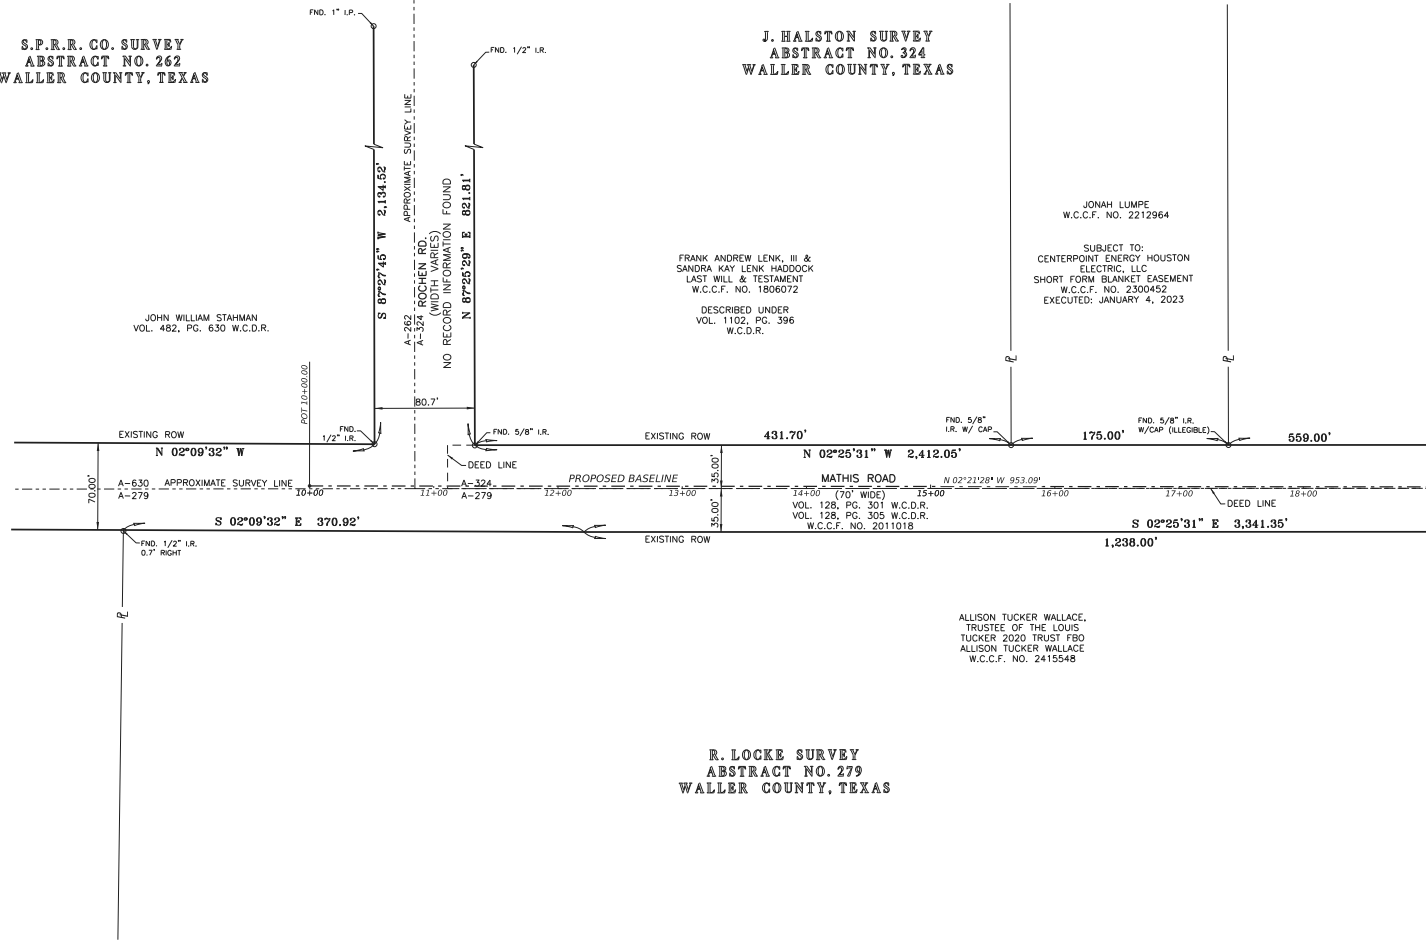 S.P.R.R. CO. SURVEY
ABSTRACT NO. 262
WALLER COUNTY, TEXAS
FND. 1" I.P.
FND. 1/2" I.R.
J. HALSTON SURVEY
ABSTRACT NO. 324
WALLER COUNTY, TEXAS
S 87°27'45" W 2,134.52'
APPROXIMATE SURVEY LINE
A-262
A-324
ROCHEN RD.
(WIDTH VARIES)
NO RECORD INFORMATION FOUND
N 87°25'29" E 821.81'
JOHN WILLIAM STAHMAN
VOL. 482, PG. 630 W.C.D.R.
FRANK ANDREW LENK, III &
SANDRA KAY LENK HADDOCK
LAST WILL & TESTAMENT
W.C.C.F. NO. 1806072
DESCRIBED UNDER
VOL. 1102, PG. 396
W.C.D.R.
JONAH LUMPE
W.C.C.F. NO. 2212964
SUBJECT TO:
CENTERPOINT ENERGY HOUSTON
ELECTRIC, LLC
SHORT FORM BLANKET EASEMENT
W.C.C.F. NO. 2300452
EXECUTED: JANUARY 4, 2023
PL
PL
POT 10+00.00
80.7'
EXISTING ROW
N 02°09'32" W
FND.
1/2" I.R.
FND. 5/8" I.R.
EXISTING ROW
431.70'
FND. 5/8"
I.R. W/ CAP
175.00'
FND. 5/8" I.R.
W/CAP (ILLEGIBLE)
559.00'
N 02°25'31" W 2,412.05'
DEED LINE
70.00'
A-630
A-279
APPROXIMATE SURVEY LINE
A-324
A-279
PROPOSED BASELINE
35.00'
35.00'
MATHIS ROAD
N 02°21'28" W 953.09'
10+00
11+00
12+00
13+00
14+00
15+00
16+00
17+00
18+00
(70' WIDE)
VOL. 128, PG. 301 W.C.D.R.
VOL. 128, PG. 305 W.C.D.R.
W.C.C.F. NO. 2011018
DEED LINE
S 02°09'32" E 370.92'
EXISTING ROW
S 02°25'31" E 3,341.35'
1,238.00'
FND. 1/2" I.R.
0.7' RIGHT
PL
ALLISON TUCKER WALLACE,
TRUSTEE OF THE LOUIS
TUCKER 2020 TRUST FBO
ALLISON TUCKER WALLACE
W.C.C.F. NO. 2415548
R. LOCKE SURVEY
ABSTRACT NO. 279
WALLER COUNTY, TEXAS